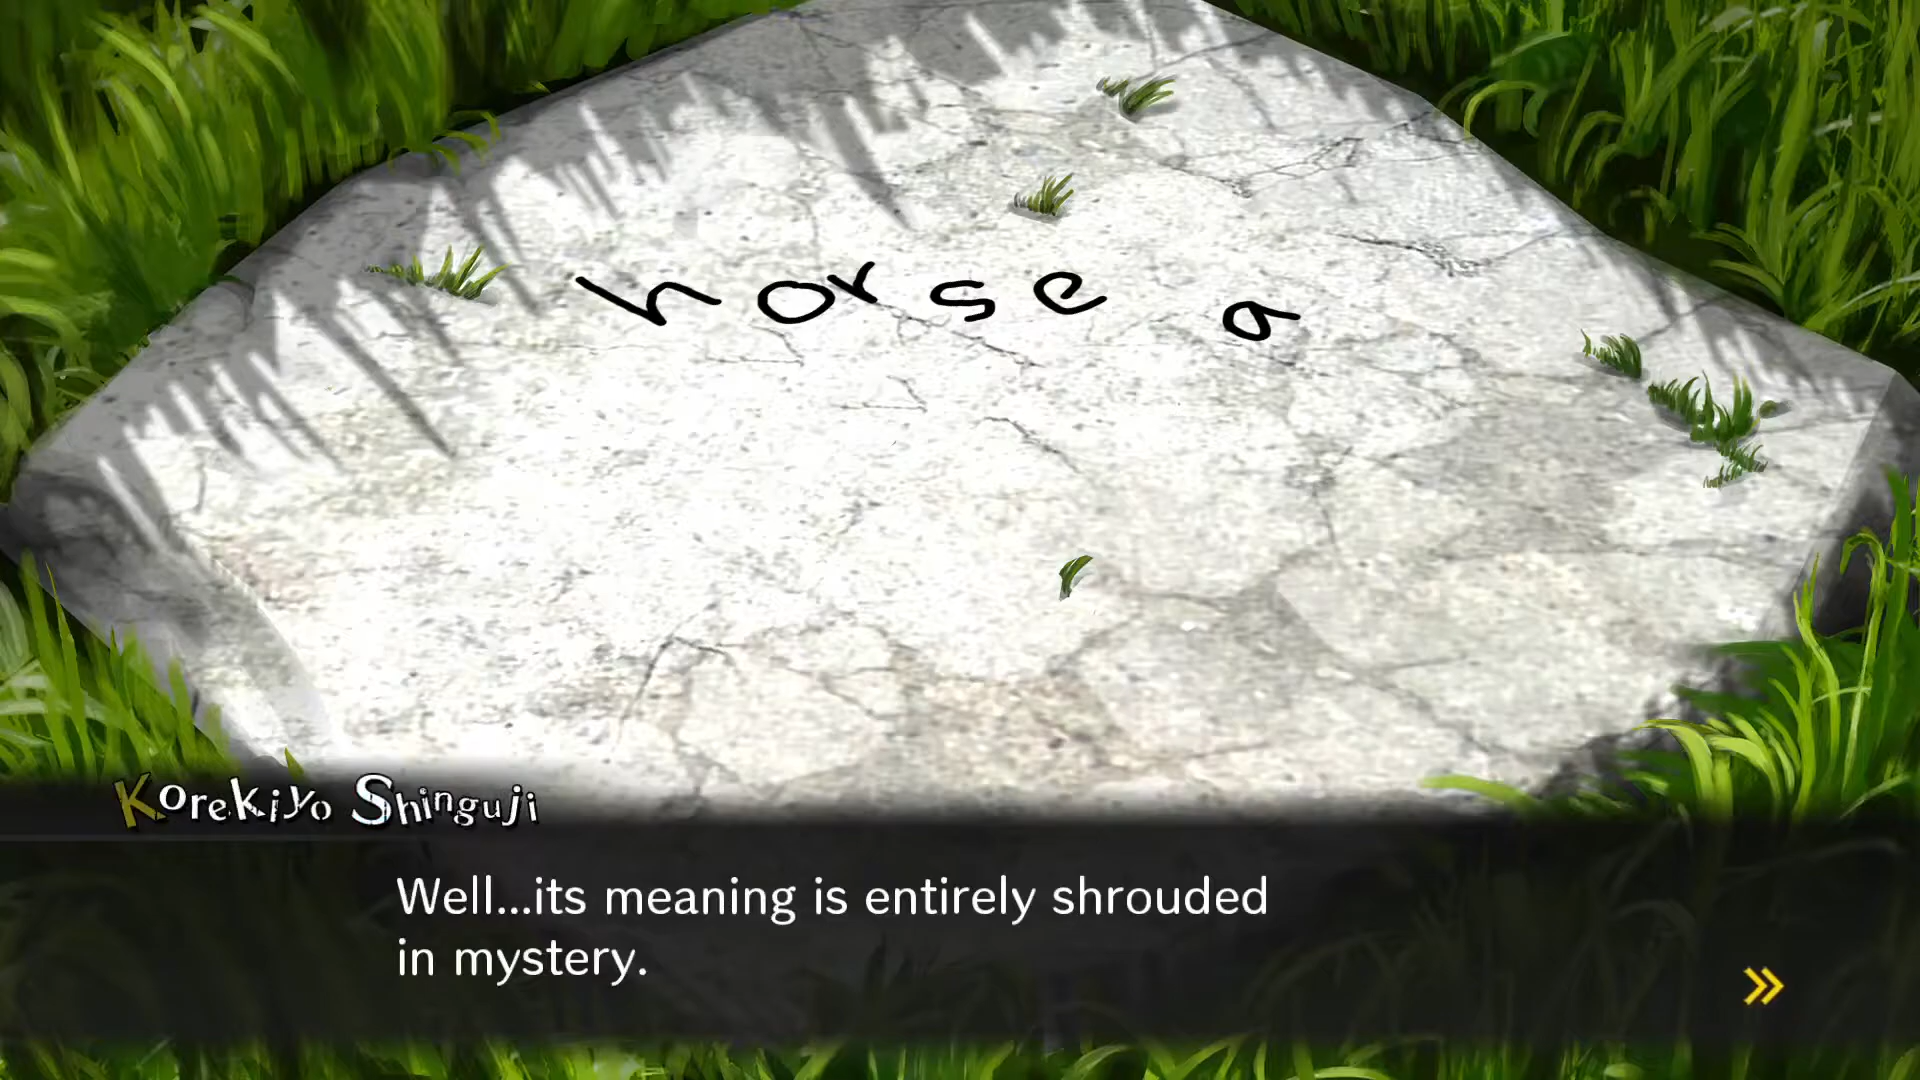 horse a
Korekiyo Shinguji
Well...its meaning is entirely shrouded
in mystery.